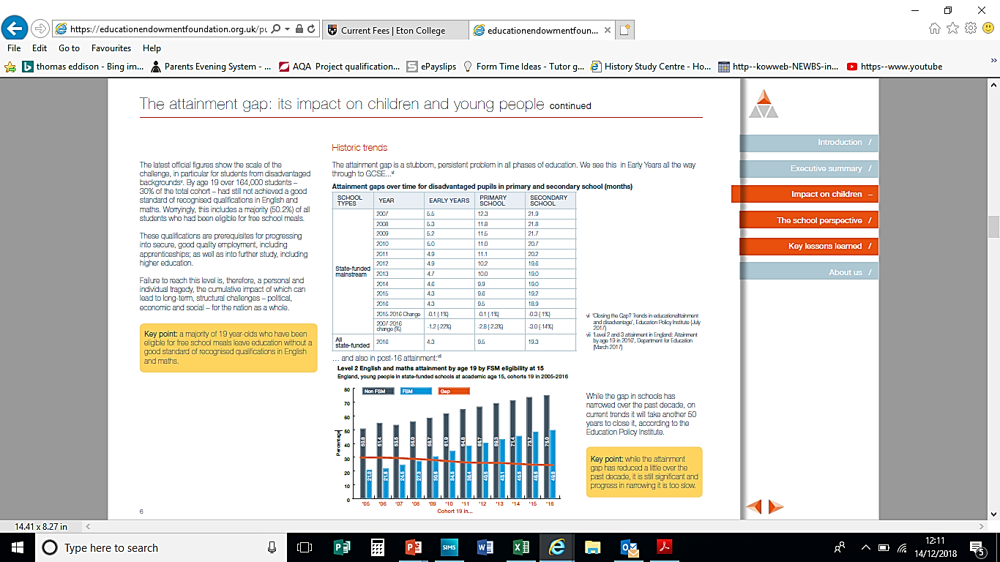 https://educationendowmentfoundation.org.uk/pu
Current Fees | Eton College
educationendowmentfoun...
File Edit Go to Favourites Help
thomas eddison - Bing im...
Parents Evening System - ...
AQA Project qualification...
ePayslips
Form Time Ideas - Tutor g...
History Study Centre - Ho...
http--kowweb-NEWBS-in...
https--www.youtube
The attainment gap: its impact on children and young people continued
The latest official figures show the scale of the
challenge, in particular for students from disadvantaged
backgroundsv. By age 19 over 164,000 students –
30% of the total cohort – had still not achieved a good
standard of recognised qualifications in English and
maths. Worryingly, this includes a majority (50.2%) of all
students who had been eligible for free school meals.
These qualifications are prerequisites for progressing
into secure, good quality employment, including
apprenticeships; as well as into further study, including
higher education.
Failure to reach this level is, therefore, a personal and
individual tragedy, the cumulative impact of which can
lead to long-term, structural challenges – political,
economic and social – for the nation as a whole.
Key point: a majority of 19 year-olds who have been
eligible for free school meals leave education without a
good standard of recognised qualifications in English
and maths.
6
Historic trends
The attainment gap is a stubborn, persistent problem in all phases of education. We see this in Early Years all the way
through to GCSE...vi
Attainment gaps over time for disadvantaged pupils in primary and secondary school (months)
SCHOOL TYPES YEAR EARLY YEARS PRIMARY SCHOOL SECONDARY SCHOOL
State-funded mainstream
2007 5.5 12.3 21.9
2008 5.3 11.8 21.8
2009 5.2 11.5 21.7
2010 5.0 11.0 20.7
2011 4.9 11.1 20.2
2012 4.9 10.2 19.6
2013 4.7 10.0 19.0
2014 4.6 9.9 19.0
2015 4.3 9.6 19.2
2016 4.3 9.5 18.9
2015-2016 Change -0.1 (-1%) -0.1 (-1%) -0.3 (-1%)
2007-2016 change (%) -1.2 (-22%) -2.8 (-2.3%) -3.0 (-14%)
All state-funded 2016 4.3 9.5 19.3
... and also in post-16 attainment:vii
Level 2 English and maths attainment by age 19 by FSM eligibility at 15
England, young people in state-funded schools at academic age 15, cohorts 19 in 2005-2016
Non FSM FSM Gap
Percentage
80
70
60
50
40
30
20
10
0
50.8 51.4 53.5 56.0 58.7 61.9 64.8 66.7 69.3 71.4 73.7 75.0
21.0 21.8 24.5 27.3 30.6 34.5 38.4 40.5 43.1 45.5 48.6 49.8
'05 '06 '07 '08 '09 '10 '11 '12 '13 '14 '15 '16
Cohort 19 in...
vi 'Closing the Gap? Trends in educationalttainment
and disadvantage', Education Policy Institute (July
2017)
vii 'Level 2 and 3 attainment in England: Attainment
by age 19 in 2016', Department for Education
(March 2017)
While the gap in schools has
narrowed over the past decade, on
current trends it will take another 50
years to close it, according to the
Education Policy Institute.
Key point: while the attainment
gap has reduced a little over the
past decade, it is still significant and
progress in narrowing it is too slow.
Introduction /
Executive summary /
Impact on children –
The school perspective /
Key lessons learned /
About us /
14.41 x 8.27 in
Type here to search
SIMS
12:11
14/12/2018
5